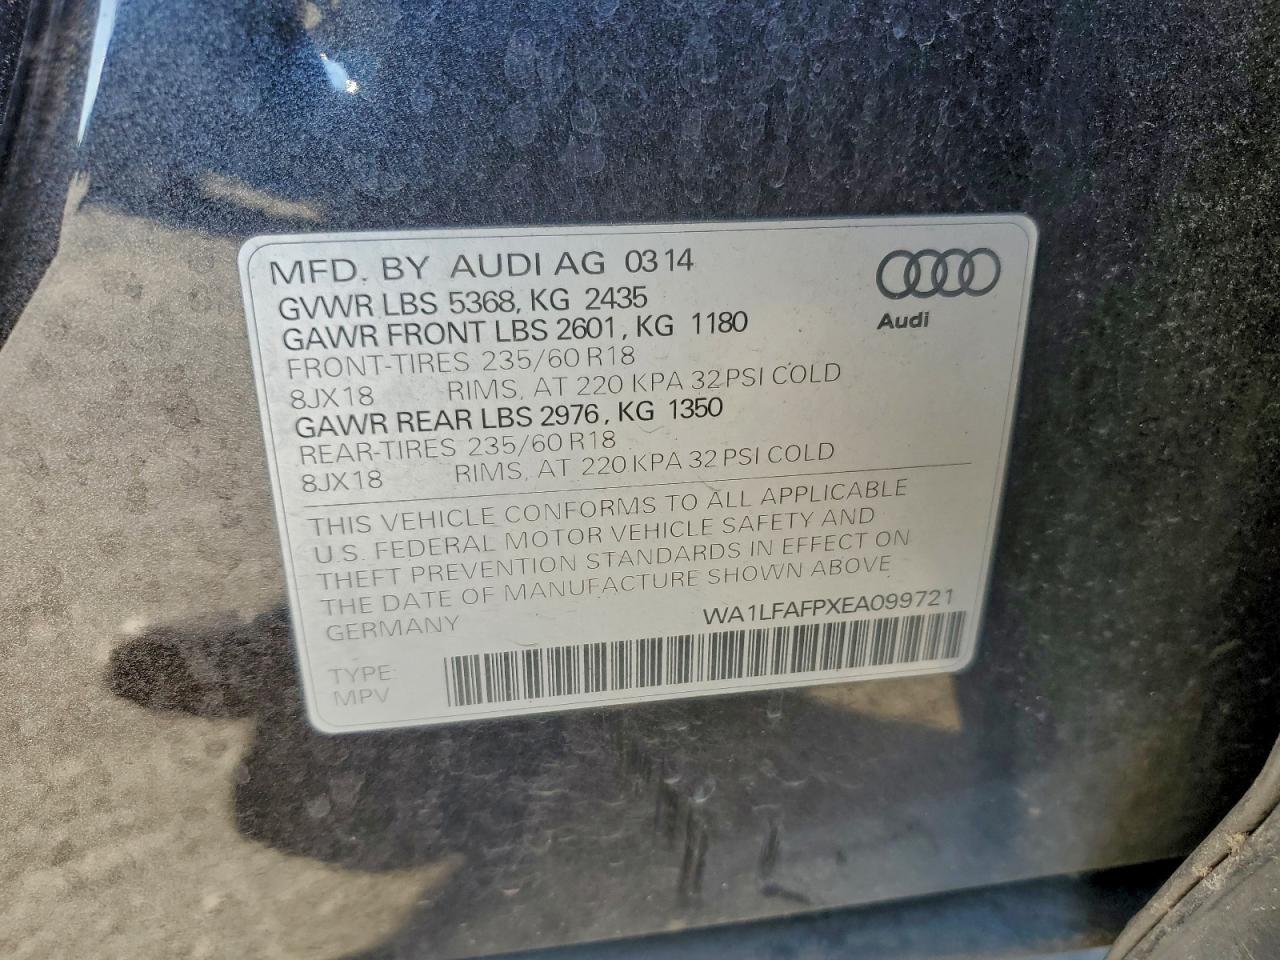 MFD. BY AUDI AG 0314
GVWR LBS 5368, KG 2435
GAWR FRONT LBS 2601, KG 1180
FRONT-TIRES 235/60 R18
8JX18 RIMS, AT 220 KPA 32 PSI COLD
GAWR REAR LBS 2976, KG 1350
REAR-TIRES 235/60 R18
8JX18 RIMS, AT 220 KPA 32 PSI COLD
Audi
THIS VEHICLE CONFORMS TO ALL APPLICABLE
U.S. FEDERAL MOTOR VEHICLE SAFETY AND
THEFT PREVENTION STANDARDS IN EFFECT ON
THE DATE OF MANUFACTURE SHOWN ABOVE
GERMANY WA1LFAFPXEA099721
TYPE:
MPV